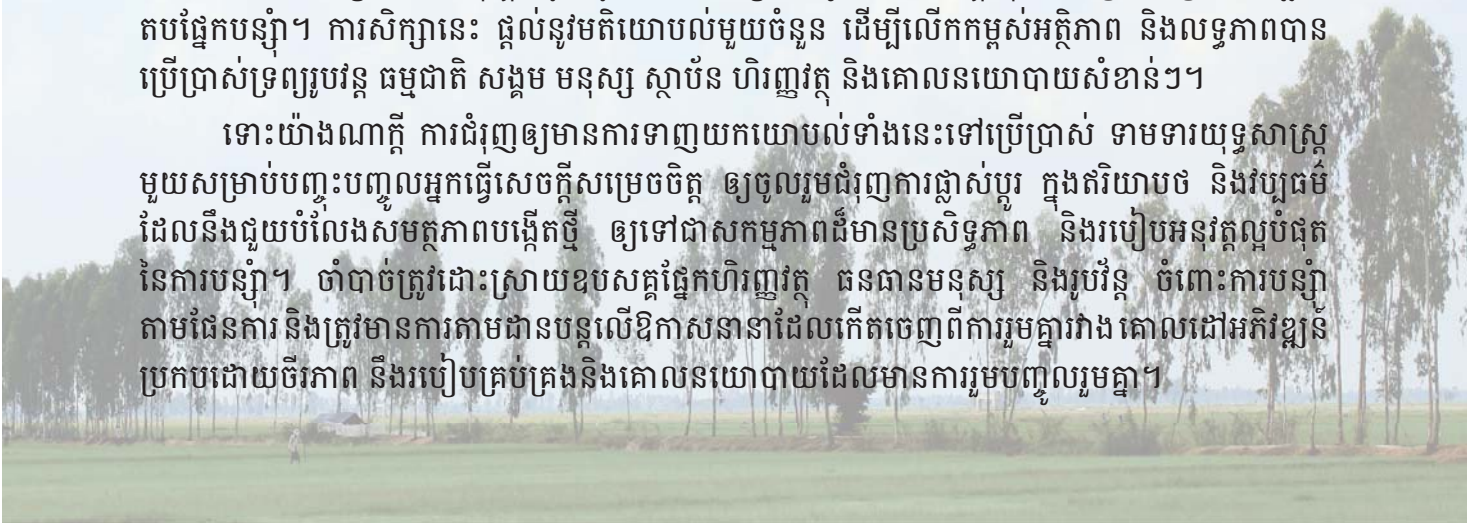 តបផ្នែកបន្ស៊ាំ។ ការសិក្សានេះ ផ្តល់នូវមតិយោបល់មួយចំនួន ដើម្បីលើកកម្ពស់អត្ថិភាព និងលទ្ធភាពបាន
ប្រើប្រាស់ទ្រព្យរូបវន្ត ធម្មជាតិ សង្គម មនុស្ស ស្ថាប័ន ហិរញ្ញវត្ថុ និងគោលនយោបាយសំខាន់ៗ។
ទោះយ៉ាងណាក្តី ការជំរុញឲ្យមានការទាញយកយោបល់ទាំងនេះទៅប្រើប្រាស់ ទាមទារយុទ្ធសាស្ត្រ
មួយសម្រាប់បញ្ចុះបញ្ចូលអ្នកធ្វើសេចក្តីសម្រេចចិត្ត ឲ្យចូលរួមជំរុញការផ្លាស់ប្តូរ ក្នុងឥរិយាបថ និងវប្បធម៌
ដែលនឹងជួយបំលែងសមត្ថភាពបង្កើតថ្មី ឲ្យទៅជាសកម្មភាពដ៏មានប្រសិទ្ធភាព និងរបៀបអនុវត្តល្អបំផុត
នៃការបន្ស៊ាំ។ ចាំបាច់ត្រូវដោះស្រាយឧបសគ្គផ្នែកហិរញ្ញវត្ថុ ធនធានមនុស្ស និងរូបវ័ន្ត ចំពោះការបន្ស៊ាំ
តាមផែនការ និងត្រូវមានការតាមដានបន្តលើឱកាសនានាដែលកើតចេញពីការរួមគ្នារវាង គោលដៅអភិវឌ្ឍន៍
ប្រកបដោយចីរភាព នឹងរបៀបគ្រប់គ្រងនិងគោលនយោបាយដែលមានការរួមបញ្ចូលរួមគ្នា។